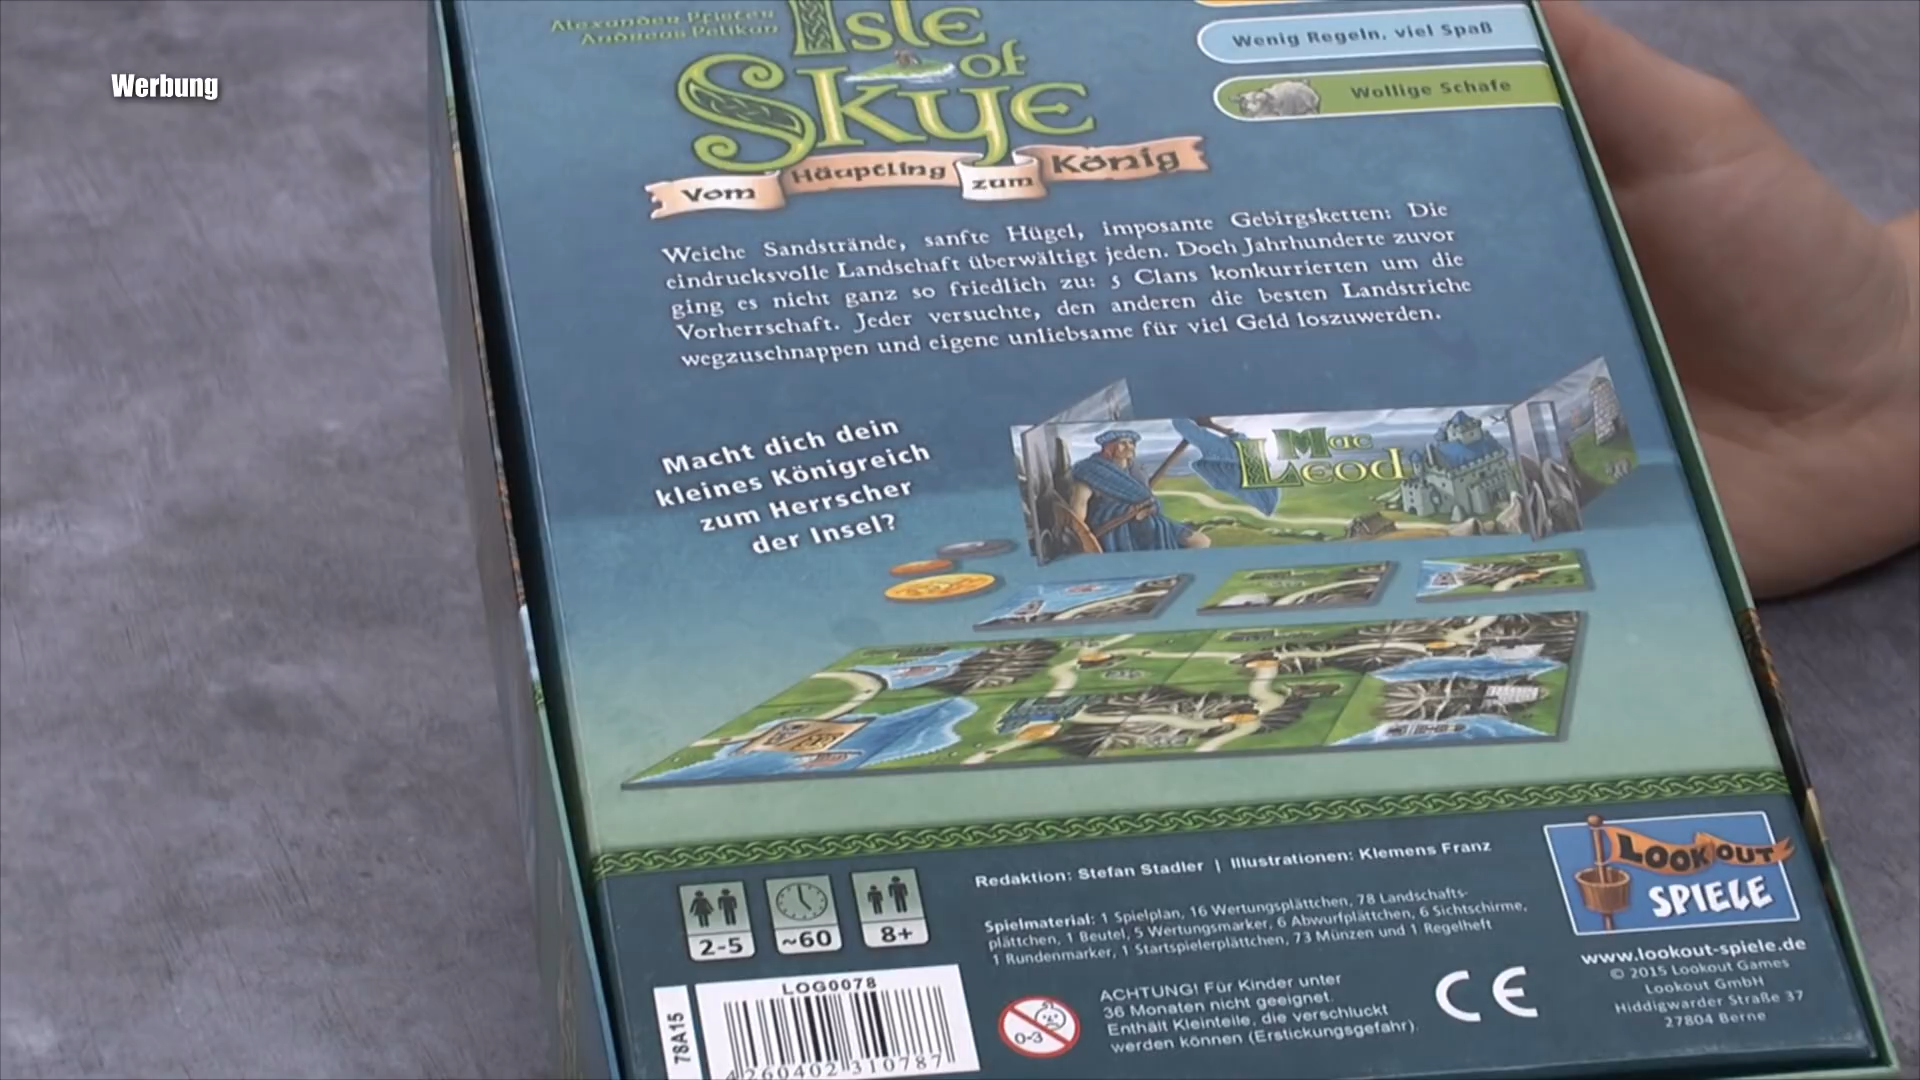 Werbung
Alexander Pfister
Andreas Pelikan
Isle
of
Skye
Vom Häuptling zum König
Wenig Regeln, viel Spaß
Wollige Schafe
Weiche Sandstrände, sanfte Hügel, imposante Gebirgsketten: Die
eindrucksvolle Landschaft überwältigt jeden. Doch Jahrhunderte zuvor
ging es nicht ganz so friedlich zu: 5 Clans konkurrierten um die
Vorherrschaft. Jeder versuchte, den anderen die besten Landstriche
wegzuschnappen und eigene unliebsame für viel Geld loszuwerden.
Macht dich dein
kleines Königreich
zum Herrscher
der Insel?
Mac
Leod
2-5
~60
8+
Redaktion: Stefan Stadler | Illustrationen: Klemens Franz
Spielmaterial: 1 Spielplan, 16 Wertungsplättchen, 78 Landschafts-
plättchen, 1 Beutel, 5 Wertungsmarker, 6 Abwurfplättchen, 6 Sichtschirme,
1 Rundenmarker, 1 Startspielerplättchen, 73 Münzen und 1 Regelheft
LOOKOUT
SPIELE
www.lookout-spiele.de
© 2015 Lookout Games
Lookout GmbH
Hiddigwarder Straße 37
27804 Berne
78A15
LOG0078
4260402310787
0-3
ACHTUNG! Für Kinder unter
36 Monaten nicht geeignet.
Enthält Kleinteile, die verschluckt
werden können (Erstickungsgefahr).
CE